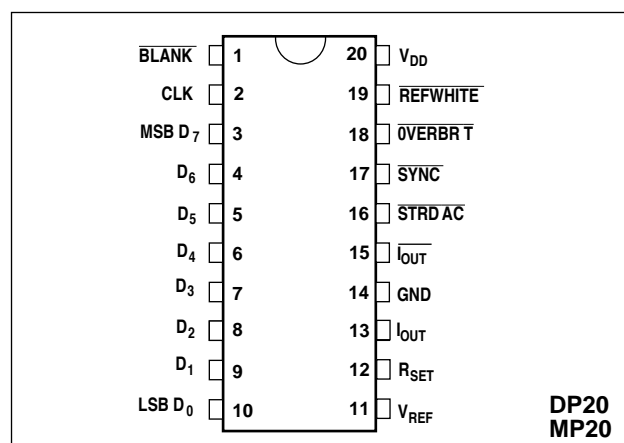 BLANK 1 20 VDD
CLK 2 19 REFWHITE
MSB D7 3 18 0VERBR T
D6 4 17 SYNC
D5 5 16 STRD AC
D4 6 15 IOUT
D3 7 14 GND
D2 8 13 IOUT
D1 9 12 RSET
LSB D0 10 11 VREF
DP20
MP20